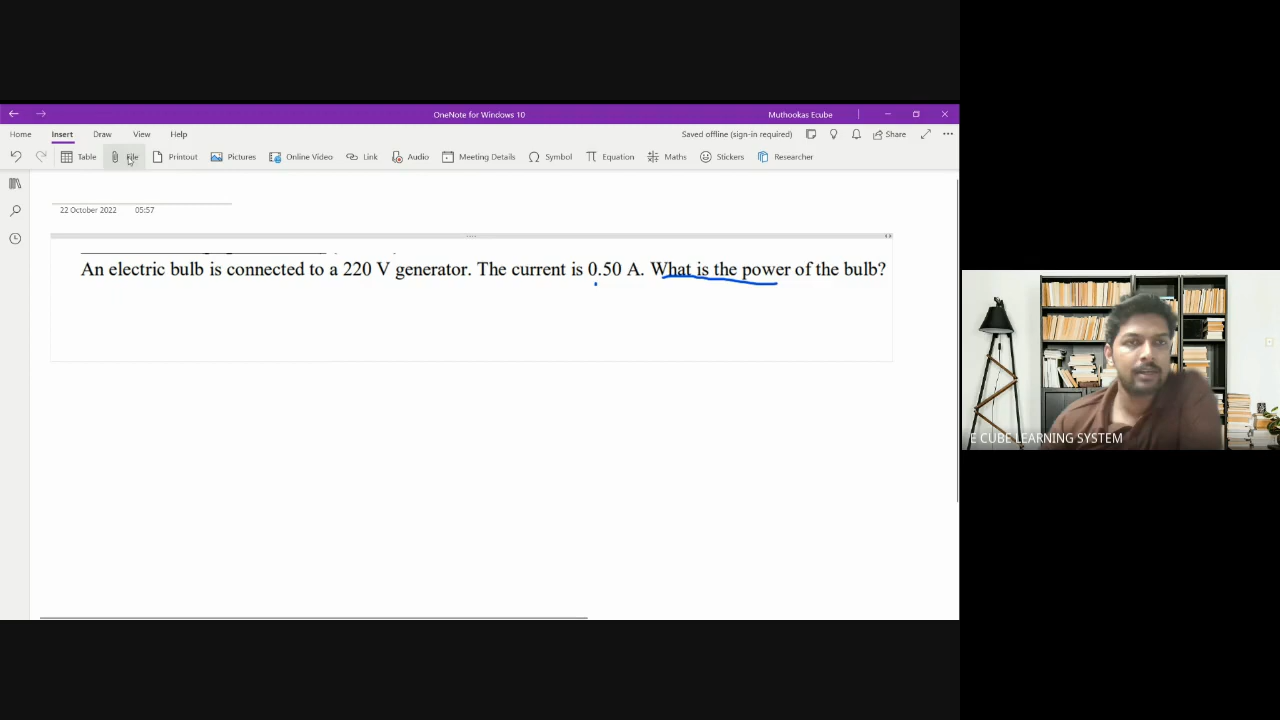 OneNote for Windows 10
Muthookas Ecube
Home Insert Draw View Help
Saved offline (sign-in required)
Share
Table File Printout Pictures Online Video Link Audio Meeting Details Symbol Equation Maths Stickers Researcher
22 October 2022 05:57
An electric bulb is connected to a 220 V generator. The current is 0.50 A. What is the power of the bulb?
E CUBE LEARNING SYSTEM